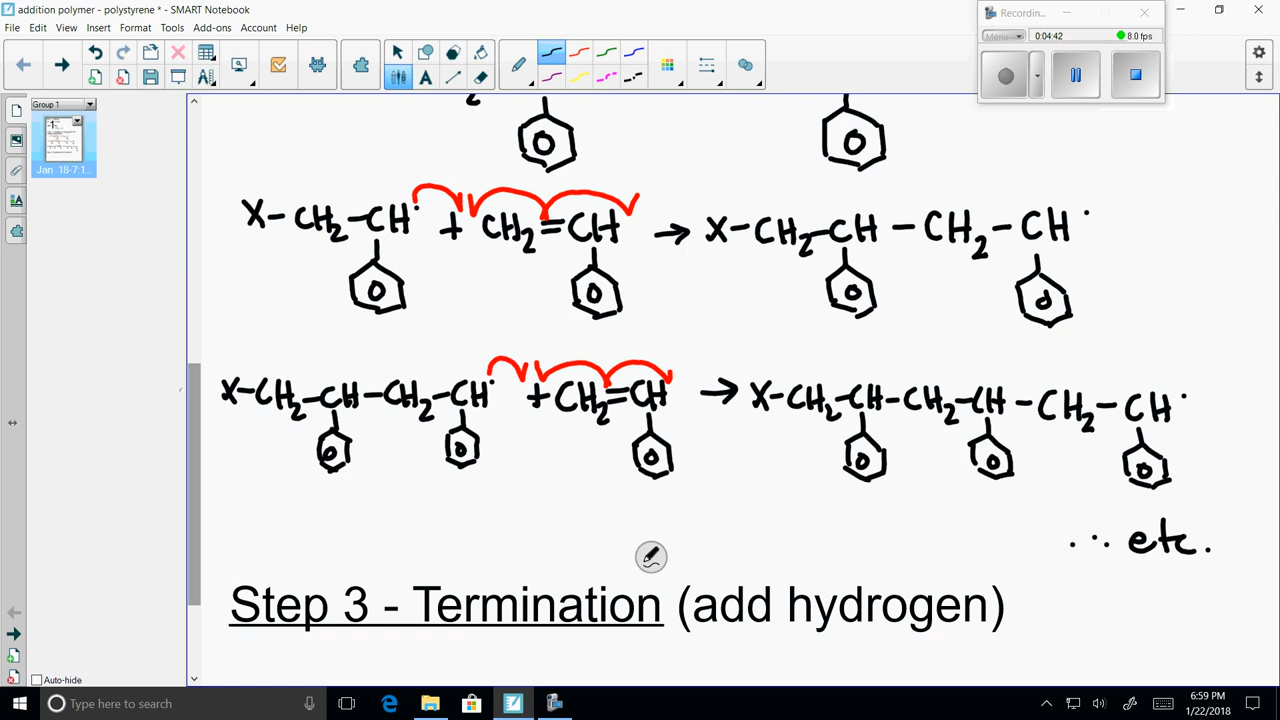 addition polymer - polystyrene * - SMART Notebook
Recordin...
File Edit View Insert Format Tools Add-ons Account Help
Menu
0:04:42
8.0 fps
Group 1
1
Jan 18-7:1...
2
X-CH2-CH· + CH2=CH → X-CH2-CH-CH2-CH·
X-CH2-CH-CH2-CH· + CH2=CH → X-CH2-CH-CH2-CH-CH2-CH·
... etc.
Step 3 - Termination (add hydrogen)
Auto-hide
Type here to search
6:59 PM
1/22/2018